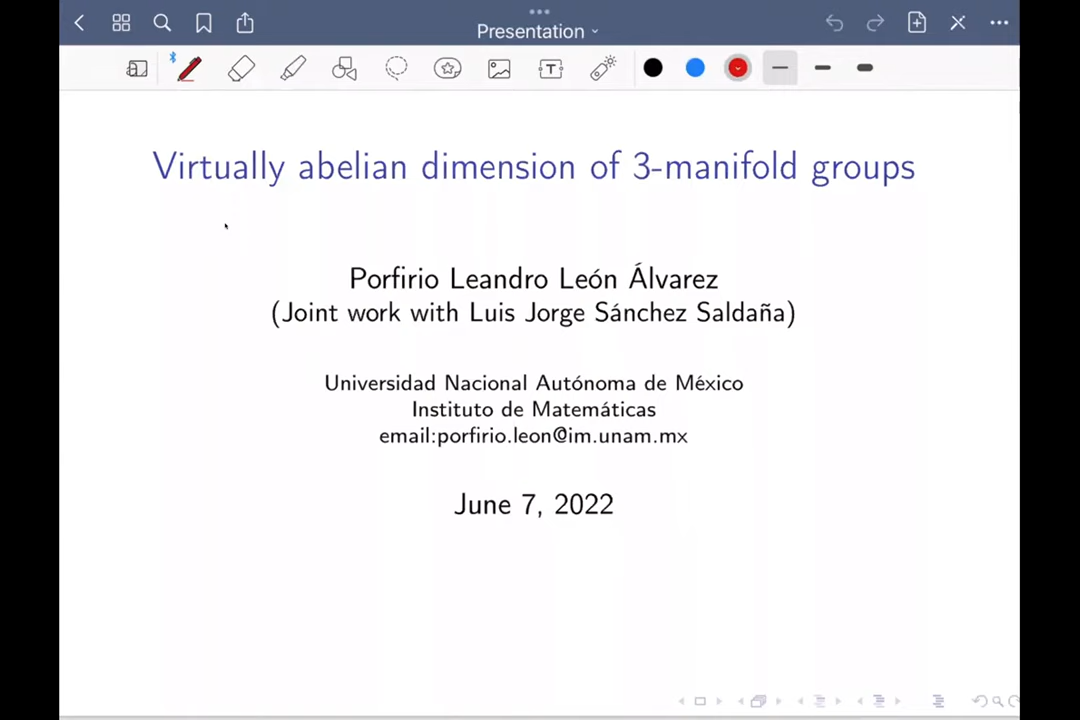 Presentation
Virtually abelian dimension of 3-manifold groups
Porfirio Leandro León Álvarez
(Joint work with Luis Jorge Sánchez Saldaña)
Universidad Nacional Autónoma de México
Instituto de Matemáticas
email:porfirio.leon@im.unam.mx
June 7, 2022